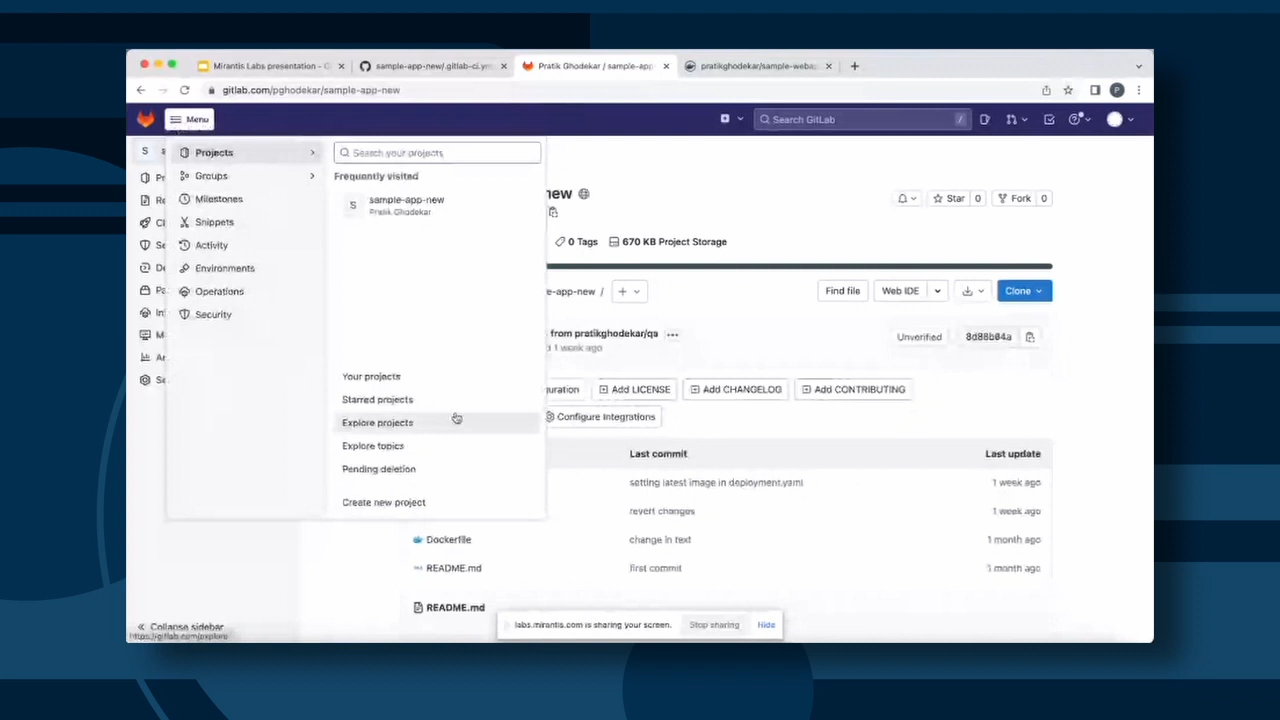 Mirantis Labs presentation - G
sample-app-new/.gitlab-ci.ym
Pratik Ghodekar / sample-app
pratikghodekar/sample-weba
gitlab.com/pghodekar/sample-app-new
P
Menu
Search GitLab
/
S
Projects
Search your projects
Groups
Frequently visited
Milestones
S
sample-app-new
Pratik Ghodekar
Snippets
Activity
Environments
Operations
Security
Your projects
Starred projects
Explore projects
Explore topics
Pending deletion
Create new project
new
Star 0
Fork 0
0 Tags
670 KB Project Storage
e-app-new /
Find file
Web IDE
Clone
from pratikghodekar/qa
d 1 week ago
Unverified
8d88b04a
uration
Add LICENSE
Add CHANGELOG
Add CONTRIBUTING
Configure Integrations
Last commit
Last update
setting latest image in deployment.yaml
1 week ago
revert changes
1 week ago
Dockerfile
change in text
1 month ago
README.md
first commit
1 month ago
README.md
labs.mirantis.com is sharing your screen.
Stop sharing
Hide
Collapse sidebar
https://gitlab.com/explore